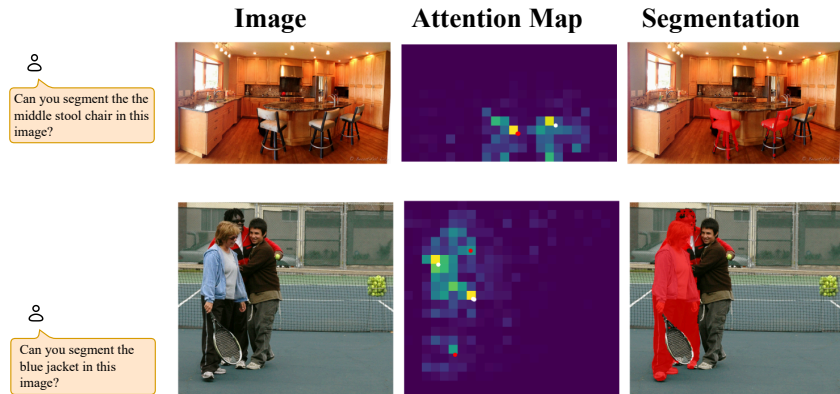 Image Attention Map Segmentation
Can you segment the the
middle stool chair in this
image?
Can you segment the
blue jacket in this
image?